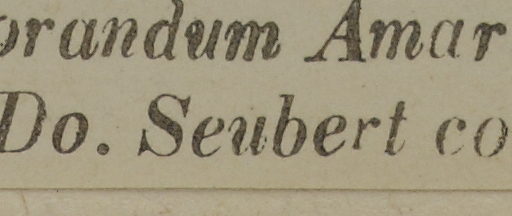 orandum Amar
Do. Seubert co